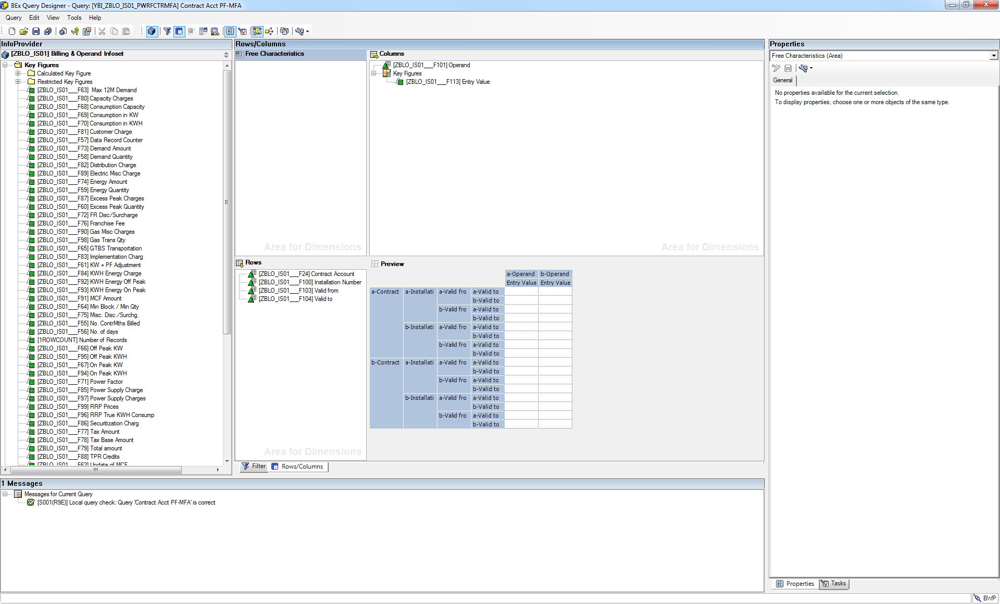 BEx Query Designer - Query: [YBI_ZBLO_IS01_PWRFCTRMFA] Contract Acct PF-MFA
Query Edit View Tools Help
InfoProvider
[ZBLO_IS01] Billing & Operand Infoset
Key Figures
Calculated Key Figure
Restricted Key Figures
[ZBLO_IS01___F63] Max 12M Demand
[ZBLO_IS01___F80] Capacity Charges
[ZBLO_IS01___F68] Consumption Capacity
[ZBLO_IS01___F69] Consumption in KW
[ZBLO_IS01___F70] Consumption in KWH
[ZBLO_IS01___F81] Customer Charge
[ZBLO_IS01___F57] Data Record Counter
[ZBLO_IS01___F73] Demand Amount
[ZBLO_IS01___F58] Demand Quantity
[ZBLO_IS01___F82] Distribution Charge
[ZBLO_IS01___F89] Electric Misc Charge
[ZBLO_IS01___F74] Energy Amount
[ZBLO_IS01___F59] Energy Quantity
[ZBLO_IS01___F87] Excess Peak Charges
[ZBLO_IS01___F60] Excess Peak Quantity
[ZBLO_IS01___F72] FR Disc/Surcharge
[ZBLO_IS01___F76] Franchise Fee
[ZBLO_IS01___F90] Gas Misc Charges
[ZBLO_IS01___F98] Gas Trans Qty
[ZBLO_IS01___F65] GTBS Transportation
[ZBLO_IS01___F83] Implementation Charg
[ZBLO_IS01___F61] KW + PF Adjustment
[ZBLO_IS01___F84] KWH Energy Charge
[ZBLO_IS01___F92] KWH Energy Off Peak
[ZBLO_IS01___F93] KWH Energy On Peak
[ZBLO_IS01___F91] MCF Amount
[ZBLO_IS01___F64] Min Block / Min Qty
[ZBLO_IS01___F75] Misc. Disc./Surchg.
[ZBLO_IS01___F55] No. ContrMths Billed
[ZBLO_IS01___F56] No. of days
[1ROWCOUNT] Number of Records
[ZBLO_IS01___F66] Off Peak KW
[ZBLO_IS01___F95] Off Peak KWH
[ZBLO_IS01___F67] On Peak KW
[ZBLO_IS01___F94] On Peak KWH
[ZBLO_IS01___F71] Power Factor
[ZBLO_IS01___F85] Power Supply Charge
[ZBLO_IS01___F97] Power Supply Charges
[ZBLO_IS01___F99] RRP Prices
[ZBLO_IS01___F96] RRP True KWH Consump
[ZBLO_IS01___F86] Securitization Charg
[ZBLO_IS01___F77] Tax Amount
[ZBLO_IS01___F78] Tax Base Amount
[ZBLO_IS01___F79] Total amount
[ZBLO_IS01___F88] TPR Credits
[ZBLO_IS01___F62] Update of MCF
Rows/Columns
Free Characteristics
Area for Dimensions
Columns
[ZBLO_IS01___F101] Operand
Key Figures
[ZBLO_IS01___F113] Entry Value
Area for Dimensions
Rows
[ZBLO_IS01___F24] Contract Account
[ZBLO_IS01___F100] Installation Number
[ZBLO_IS01___F103] Valid from
[ZBLO_IS01___F104] Valid to
Area for Dimensions
Preview
a-Operand b-Operand
Entry Value Entry Value
a-Contract a-Installati a-Valid fro a-Valid to
b-Valid to
b-Valid fro a-Valid to
b-Valid to
b-Installati a-Valid fro a-Valid to
b-Valid to
b-Valid fro a-Valid to
b-Valid to
b-Contract a-Installati a-Valid fro a-Valid to
b-Valid to
b-Valid fro a-Valid to
b-Valid to
b-Installati a-Valid fro a-Valid to
b-Valid to
b-Valid fro a-Valid to
b-Valid to
Filter Rows/Columns
Properties
Free Characteristics (Area)
General
No properties available for the current selection.
To display properties, choose one or more objects of the same type.
Properties Tasks
1 Messages
Messages for Current Query
[S001(R9E)] Local query check: Query 'Contract Acct PF-MFA' is correct
BWP